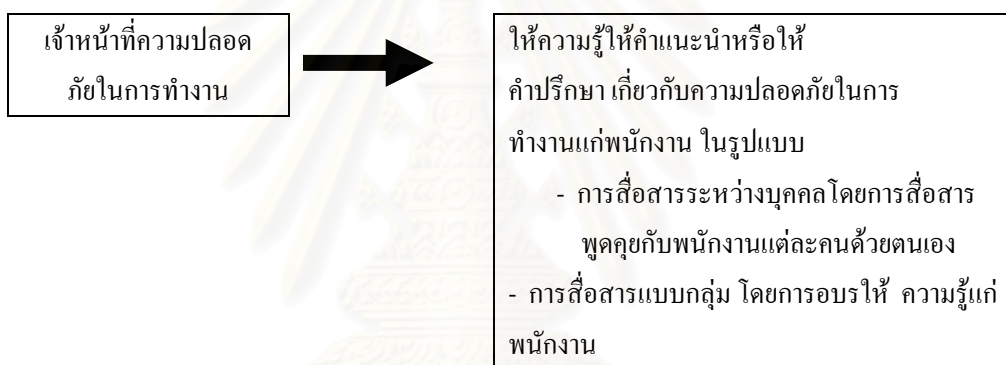 เจ้าหน้าที่ความปลอด
ภัยในการทำงาน
ให้ความรู้ให้คำแนะนำหรือให้
คำปรึกษา เกี่ยวกับความปลอดภัยในการ
ทำงานแก่พนักงาน ในรูปแบบ
- การสื่อสารระหว่างบุคคลโดยการสื่อสาร
พูดคุยกับพนักงานแต่ละคนด้วยตนเอง
- การสื่อสารแบบกลุ่ม โดยการอบรให้ ความรู้แก่
พนักงาน